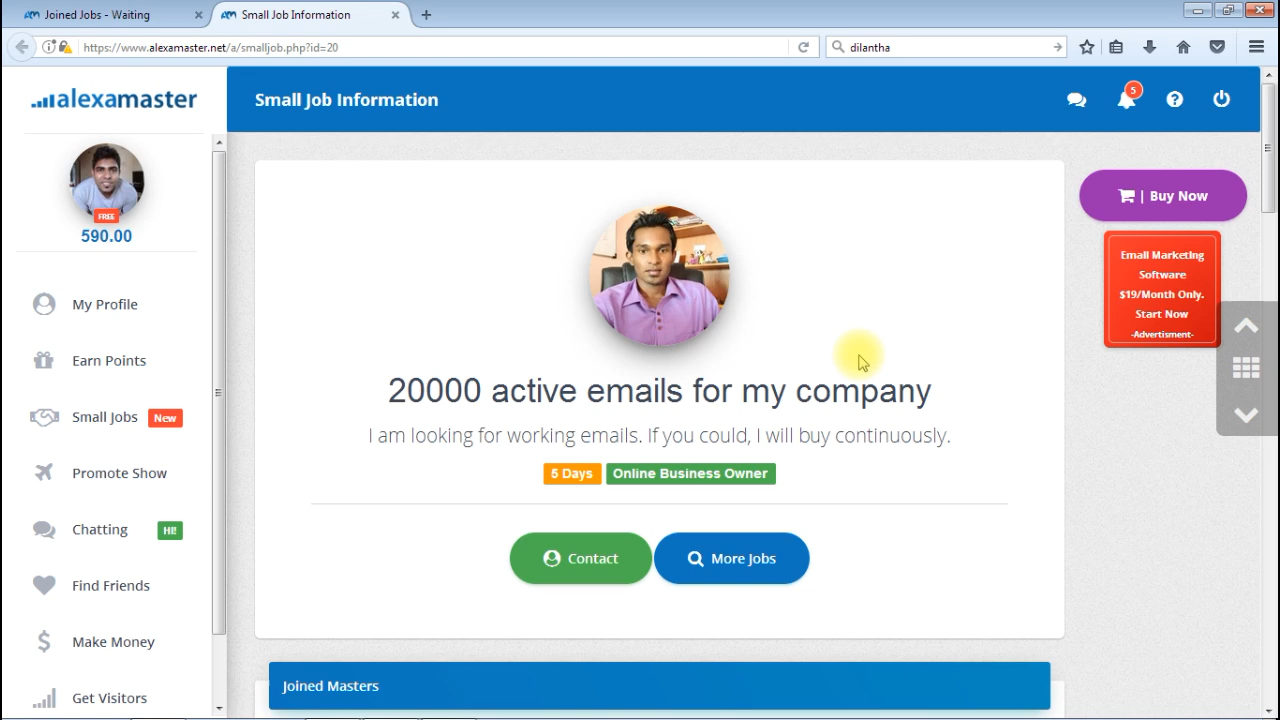 Joined Jobs - Waiting
Small Job Information
https://www.alexamaster.net/a/smalljob.php?id=20
dilantha
alexamaster
Small Job Information
5
FREE
590.00
My Profile
Earn Points
Small Jobs New
Promote Show
Chatting HI!
Find Friends
Make Money
Get Visitors
20000 active emails for my company
I am looking for working emails. If you could, I will buy continuously.
5 Days Online Business Owner
Contact
More Jobs
Joined Masters
| Buy Now
Email Marketing
Software
$19/Month Only.
Start Now
-Advertisment-